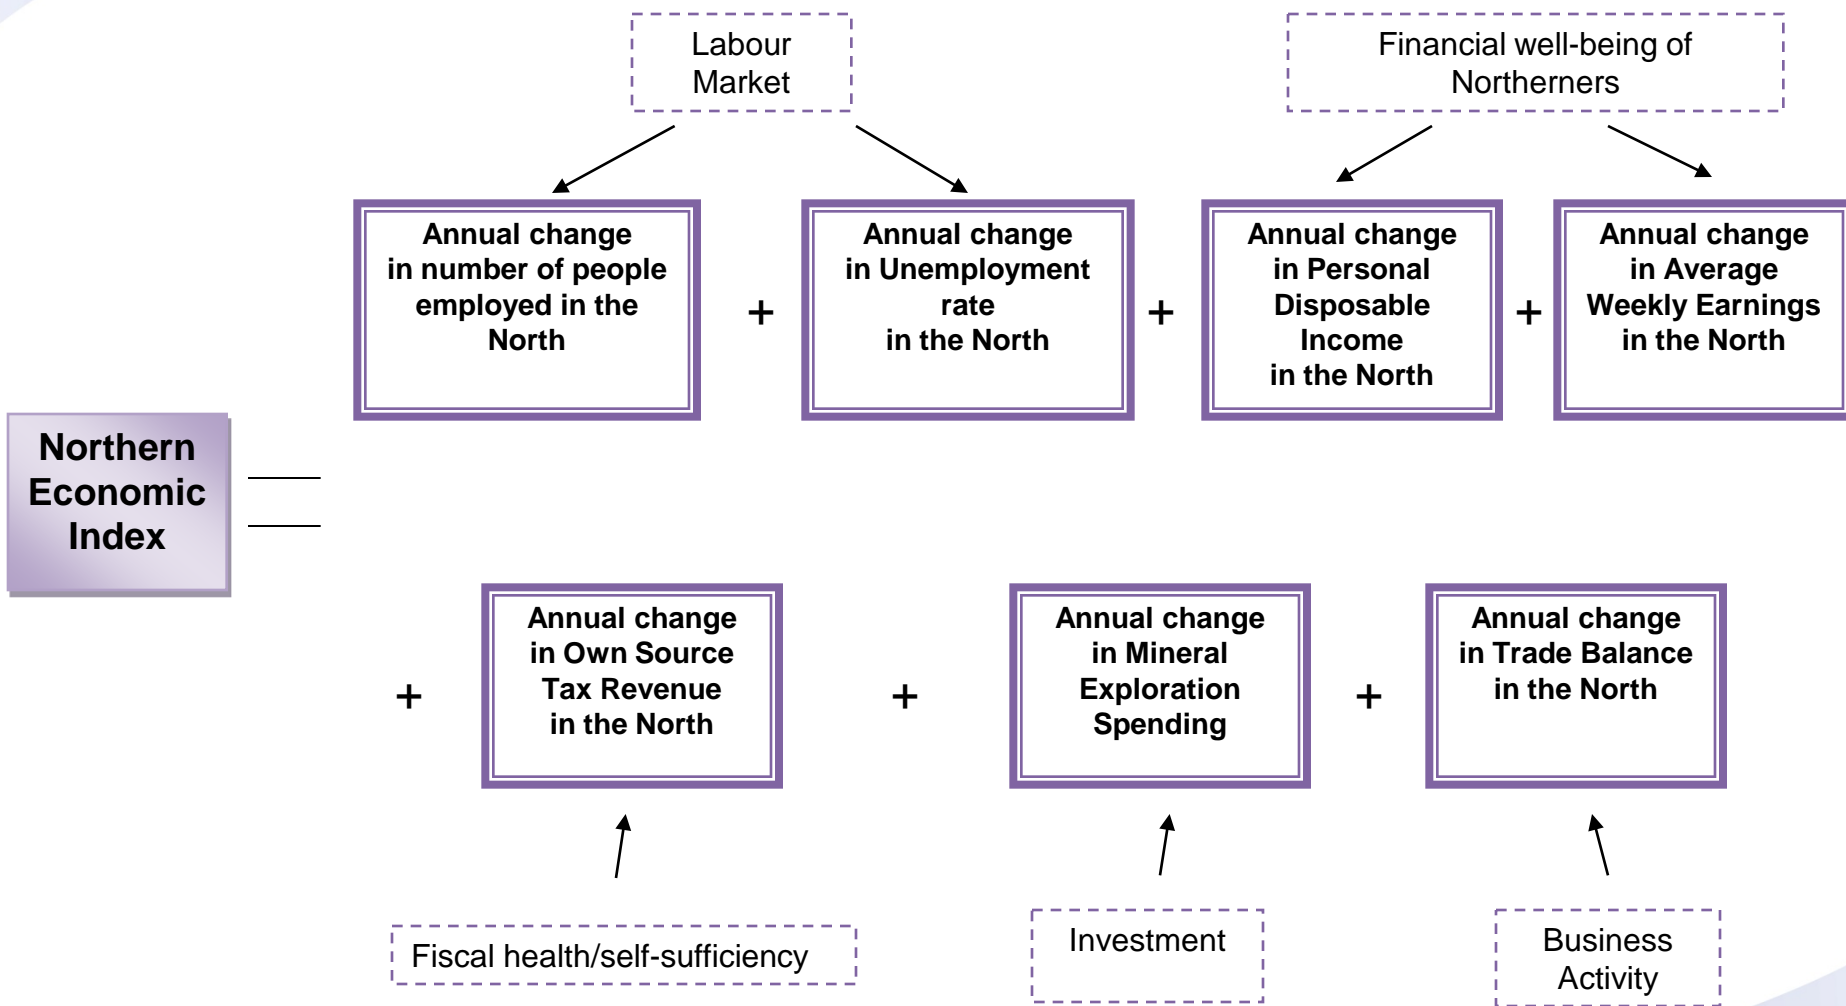 Labour
Market
Financial well-being of
Northerners
Annual change
in number of people
employed in the
North
+
Annual change
in Unemployment
rate
in the North
+
Annual change
in Personal
Disposable
Income
in the North
+
Annual change
in Average
Weekly Earnings
in the North
Northern
Economic
Index
=
+
Annual change
in Own Source
Tax Revenue
in the North
+
Annual change
in Mineral
Exploration
Spending
+
Annual change
in Trade Balance
in the North
Fiscal health/self-sufficiency
Investment
Business
Activity